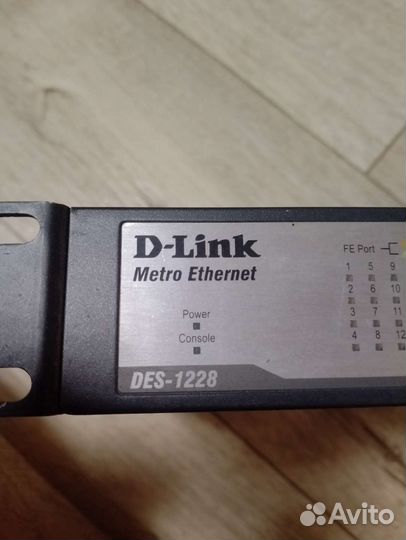 D-Link
Metro Ethernet
Power
Console
DES-1228
FE Port
1 5 9
2 6 10
3 7 11
4 8 12
Avito